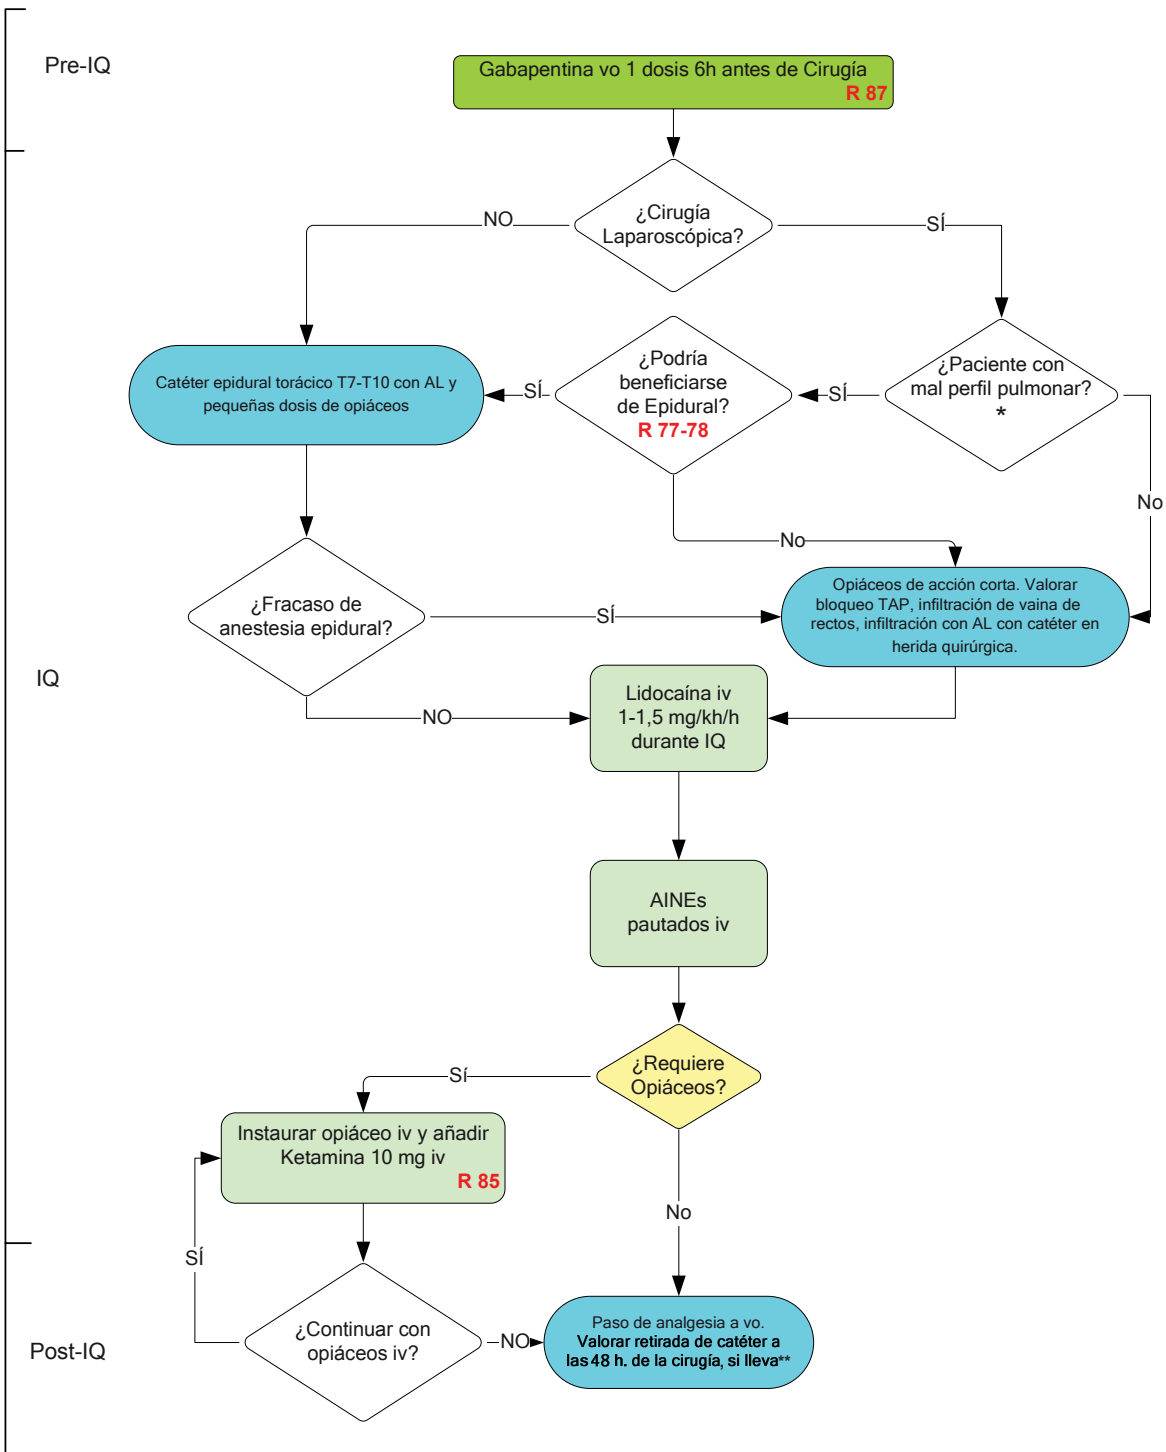 Pre-IQ
Gabapentina vo 1 dosis 6h antes de Cirugía
R 87
¿Cirugía
Laparoscópica?
NO
SÍ
¿Paciente con
mal perfil pulmonar?
*
SÍ
No
¿Podría
beneficiarse
de Epidural?
R 77-78
SÍ
No
Catéter epidural torácico T7-T10 con AL y
pequeñas dosis de opiáceos
¿Fracaso de
anestesia epidural?
SÍ
NO
Opiáceos de acción corta. Valorar
bloqueo TAP, infiltración de vaina de
rectos, infiltración con AL con catéter en
herida quirúrgica.
IQ
Lidocaína iv
1-1,5 mg/kh/h
durante IQ
AINEs
pautados iv
¿Requiere
Opiáceos?
Sí
No
Instaurar opiáceo iv y añadir
Ketamina 10 mg iv
R 85
SÍ
Post-IQ
¿Continuar con
opiáceos iv?
NO
Paso de analgesia a vo.
Valorar retirada de catéter a
las 48 h. de la cirugía, si lleva**